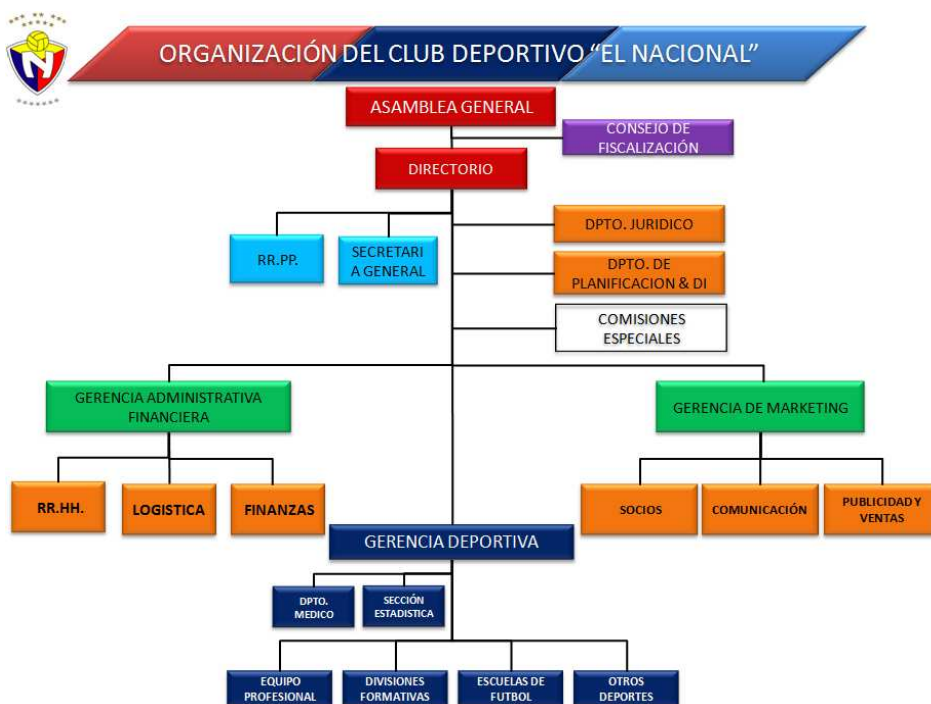 ORGANIZACIÓN DEL CLUB DEPORTIVO "EL NACIONAL"
N
ASAMBLEA GENERAL
CONSEJO DE
FISCALIZACIÓN
DIRECTORIO
RR.PP.
SECRETARI
A GENERAL
DPTO. JURIDICO
DPTO. DE
PLANIFICACION & DI
COMISIONES
ESPECIALES
GERENCIA ADMINISTRATIVA
FINANCIERA
GERENCIA DE MARKETING
RR.HH.
LOGISTICA
FINANZAS
SOCIOS
COMUNICACIÓN
PUBLICIDAD Y
VENTAS
GERENCIA DEPORTIVA
DPTO.
MEDICO
SECCIÓN
ESTADISTICA
EQUIPO
PROFESIONAL
DIVISIONES
FORMATIVAS
ESCUELAS DE
FUTBOL
OTROS
DEPORTES